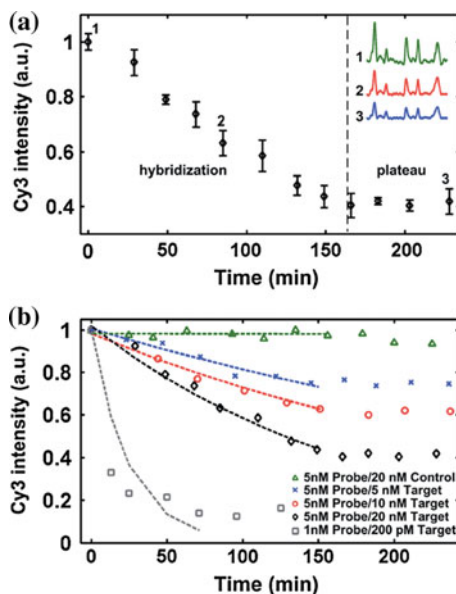 (a)
Cy3 intensity (a.u.)
1
0.8
0.6
0.4
1
2
3
hybridization
plateau
1
2
3
0
50
100
150
200
Time (min)
(b)
Cy3 intensity (a.u.)
1
0.8
0.6
0.4
0.2
0
5nM Probe/20 nM Control
5nM Probe/5 nM Target
5nM Probe/10 nM Target
5nM Probe/20 nM Target
1nM Probe/200 pM Target
0
50
100
150
200
Time (min)